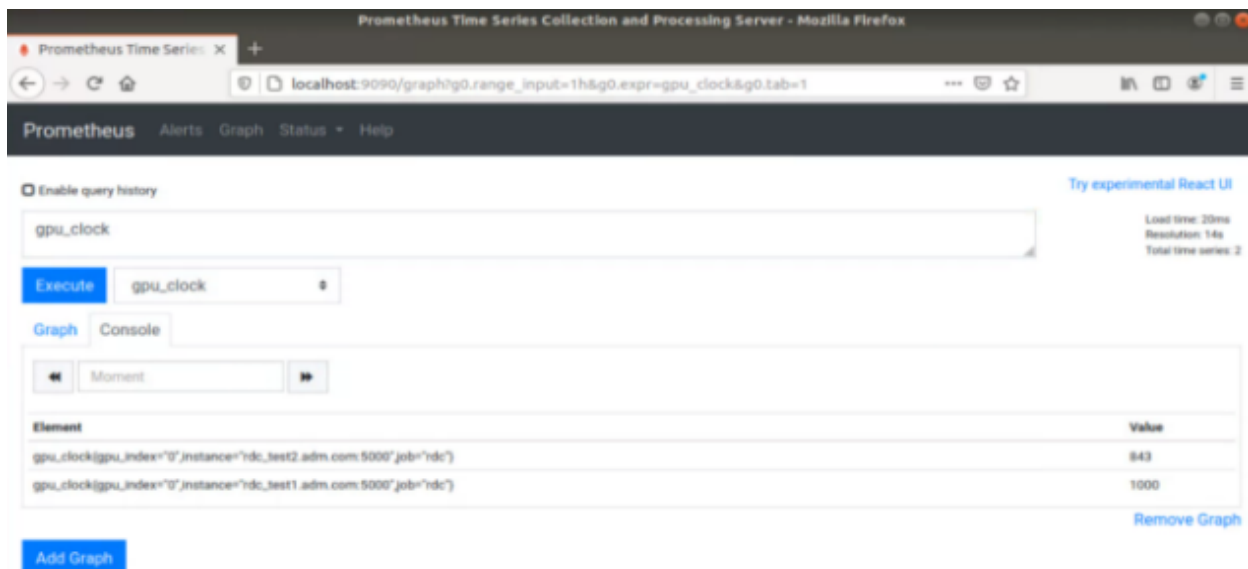 Prometheus Time Series Collection and Processing Server - Mozilla Firefox
Prometheus Time Series
localhost:9090/graph?g0.range_input=1h&g0.expr=gpu_clock&g0.tab=1
Prometheus Alerts Graph Status Help
Enable query history
Try experimental React UI
gpu_clock
Load time: 20ms
Resolution: 14s
Total time series: 2
Execute gpu_clock
Graph Console
Moment
Element Value
gpu_clock{gpu_index="0",instance="rdc_test2.adm.com:5000",job="rdc"} 843
gpu_clock{gpu_index="0",instance="rdc_test1.adm.com:5000",job="rdc"} 1000
Remove Graph
Add Graph